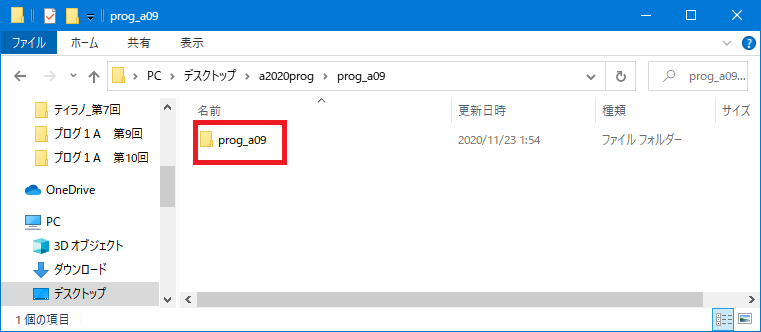 prog_a09
ファイル ホーム 共有 表示
PC デスクトップ a2020prog prog_a09 prog_a09...
名前 更新日時 種類 サイズ
ティラノ_第7回
プログ１A　第9回
プログ１A　第10回
prog_a09 2020/11/23 1:54 ファイル フォルダー
OneDrive
PC
3D オブジェクト
ダウンロード
デスクトップ
1 個の項目